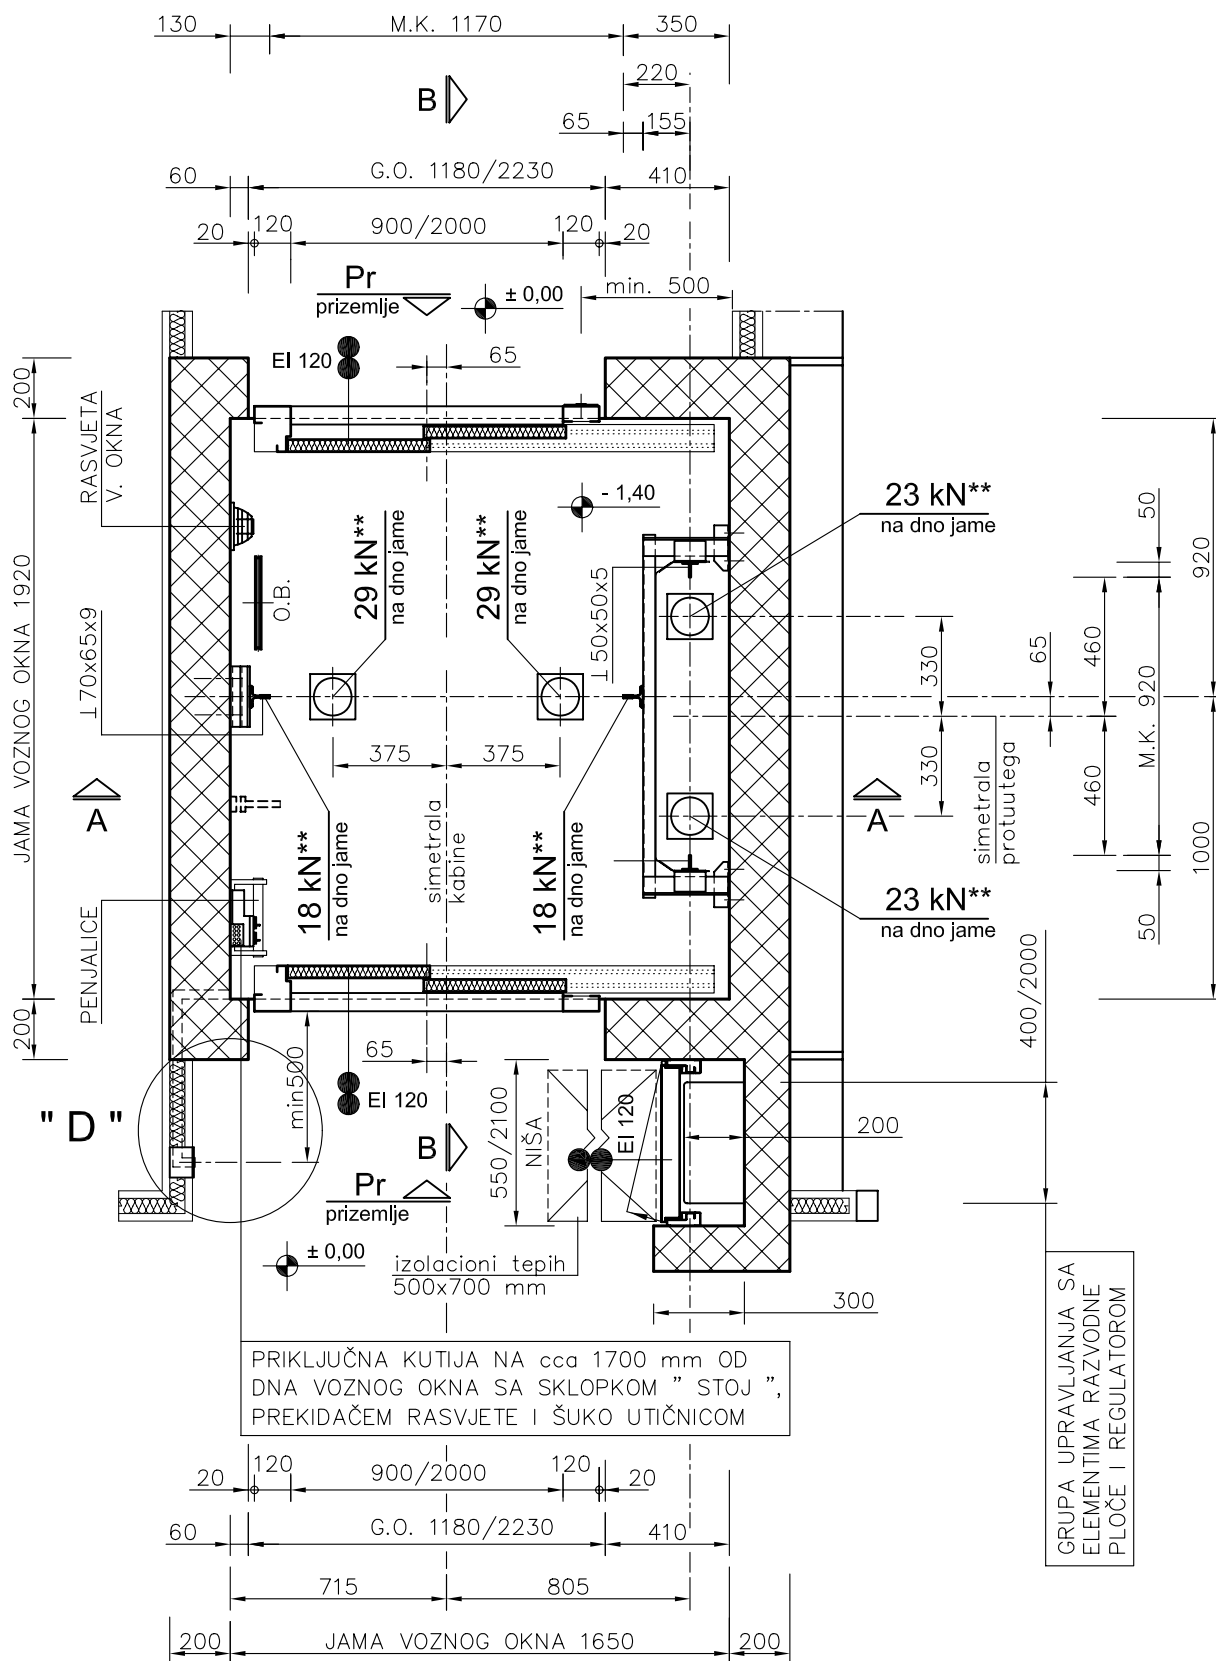 130
M.K. 1170
350
220
B
65
155
60
G.O. 1180/2230
410
20
120
900/2000
120
20
Pr
prizemlje
± 0,00
min. 500
EI 120
65
200
RASVJETA
V. OKNA
JAMA VOZNOG OKNA 1920
⊥70x65x9
O.B.
29 kN**
na dno jame
29 kN**
na dno jame
- 1,40
⊥50x50x5
23 kN**
na dno jame
50
920
460
M.K. 920
65
330
375
375
330
460
simetrala
protuutega
A
A
simetrala
kabine
18 kN**
na dno jame
18 kN**
na dno jame
1000
23 kN**
na dno jame
50
PENJALICE
200
400/2000
65
min500
EI 120
" D "
B
550/2100
NIŠA
EI 120
200
Pr
prizemlje
± 0,00
izolacioni tepih
500x700 mm
300
PRIKLJUČNA KUTIJA NA cca 1700 mm OD
DNA VOZNOG OKNA SA SKLOPKOM " STOJ ",
PREKIDAČEM RASVJETE I ŠUKO UTIČNICOM
GRUPA UPRAVLJANJA SA
ELEMENTIMA RAZVODNE
PLOČE I REGULATOROM
20
120
900/2000
120
20
60
G.O. 1180/2230
410
715
805
200
JAMA VOZNOG OKNA 1650
200